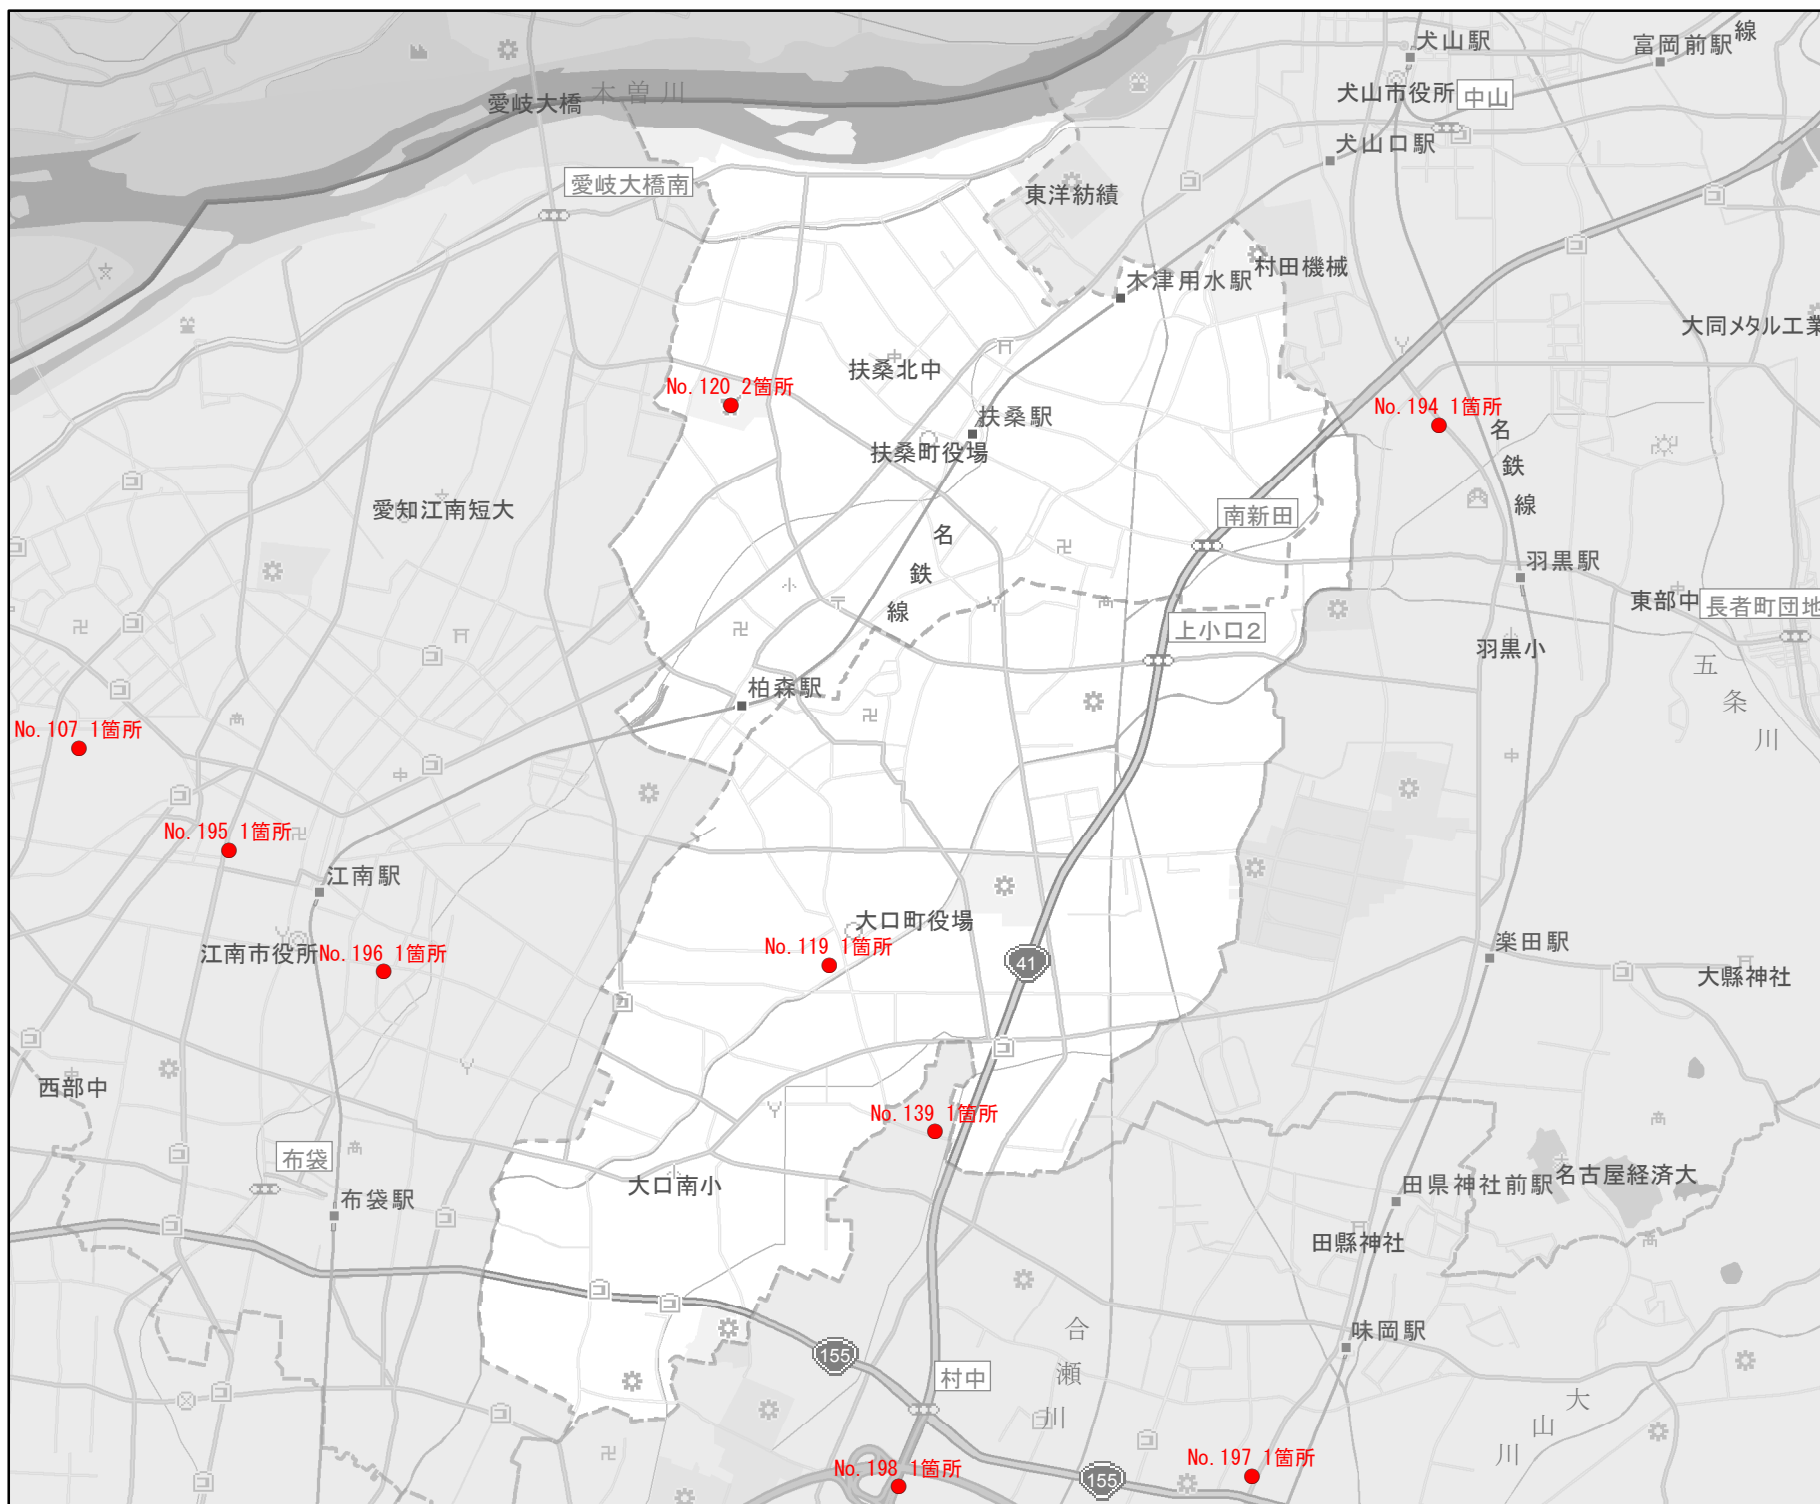 犬山駅
富岡前駅
線
木曽川
愛岐大橋
犬山市役所
中山
犬山口駅
愛岐大橋南
東洋紡績
木津用水駅
村田機械
大同メタル工業
扶桑北中
No.120 2箇所
扶桑駅
No.194 1箇所
扶桑町役場
名鉄線
愛知江南短大
南新田
名鉄線
羽黒駅
東部中
長者町団地
上小口2
羽黒小
五条川
柏森駅
No.107 1箇所
No.195 1箇所
江南駅
大口町役場
江南市役所
No.196 1箇所
No.119 1箇所
41
楽田駅
大縣神社
西部中
No.139 1箇所
布袋
大口南小
布袋駅
田県神社前駅
名古屋経済大
田縣神社
合瀬川
155
味岡駅
村中
大山川
No.198 1箇所
155
No.197 1箇所